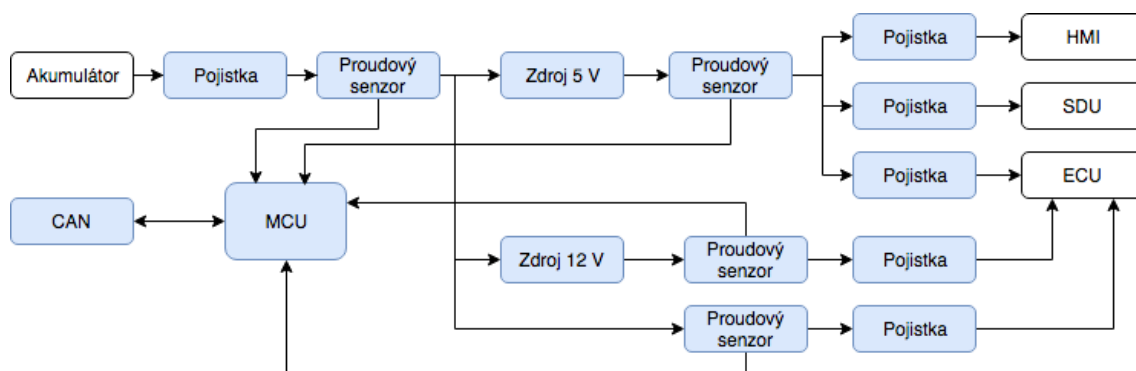 Akumulátor
Pojistka
Proudový
senzor
Zdroj 5 V
Proudový
senzor
Pojistka
HMI
Pojistka
SDU
Pojistka
ECU
CAN
MCU
Zdroj 12 V
Proudový
senzor
Pojistka
Proudový
senzor
Pojistka